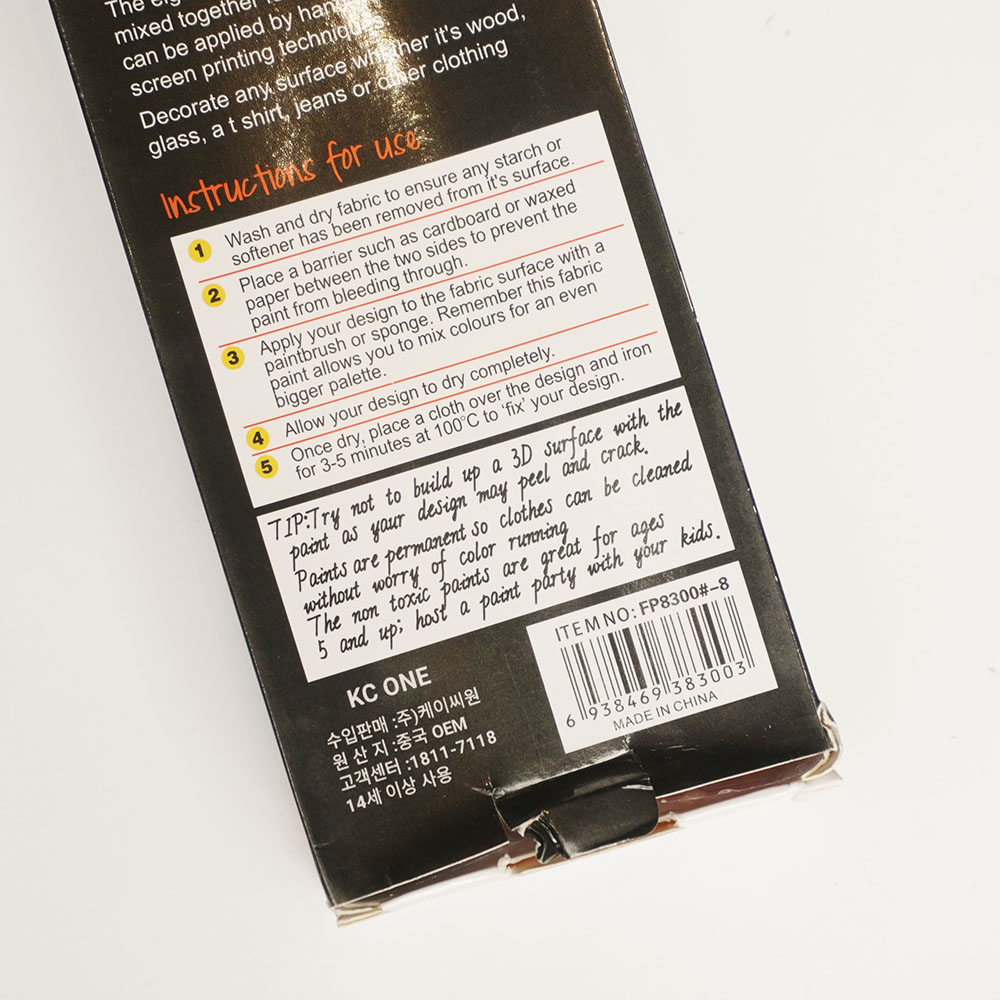 The
mixed together
can be applied by han
screen printing techniques
Decorate any surface whether it's wood,
glass, a t shirt, jeans or other clothing
Instructions for use
1 Wash and dry fabric to ensure any starch or
softener has been removed from it's surface.
2 Place a barrier such as cardboard or waxed
paper between the two sides to prevent the
paint from bleeding through.
3 Apply your design to the fabric surface with a
paintbrush or sponge. Remember this fabric
paint allows you to mix colours for an even
bigger palette.
4 Allow your design to dry completely.
5 Once dry, place a cloth over the design and iron
for 3-5 minutes at 100°C to 'fix' your design.
TIP:Try not to build up a 3D surface with the
paint as your design may peel and crack.
Paints are permanent so clothes can be cleaned
without worry of color running
The non toxic paints are great for ages
5 and up; host a paint party with your kids.
ITEM NO: FP8300#-8
6 938469 383003
MADE IN CHINA
KC ONE
수입판매 :주)케이씨원
원 산 지 :중국 OEM
고객센터 :1811-7118
14세 이상 사용